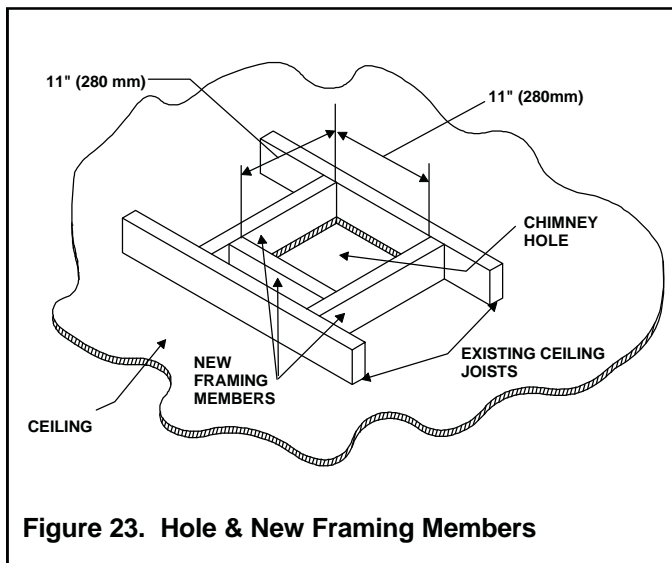 11" (280 mm)
11" (280mm)
CHIMNEY
HOLE
EXISTING CEILING
JOISTS
NEW
FRAMING
MEMBERS
CEILING
Figure 23. Hole & New Framing Members